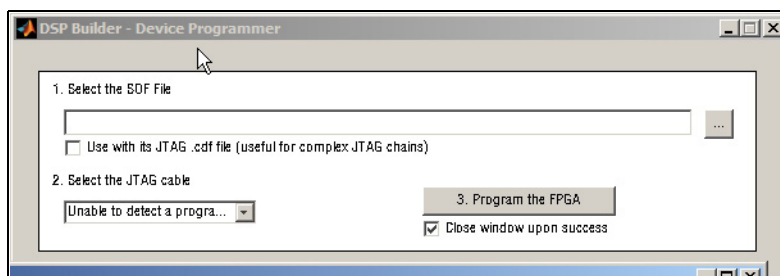 DSP Builder - Device Programmer
1. Select the SOF File
...
Use with its JTAG .cdf file (useful for complex JTAG chains)
2. Select the JTAG cable
Unable to detect a progra...
3. Program the FPGA
Close window upon success